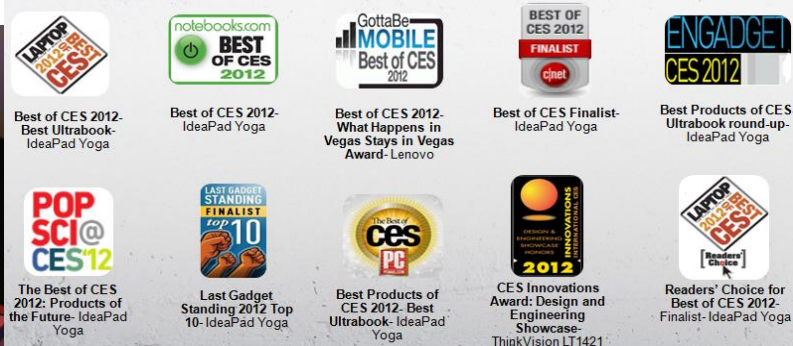 LAPTOP
2012 @
BEST
CES
Best of CES 2012-
Best Ultrabook-
IdeaPad Yoga
notebooks.com
BEST
OF CES
2012
Best of CES 2012-
IdeaPad Yoga
GottaBe
MOBILE
Best of CES
2012
Best of CES 2012-
What Happens in
Vegas Stays in Vegas
Award- Lenovo
BEST OF
CES 2012
FINALIST
c|net
Best of CES Finalist-
IdeaPad Yoga
ENGADGET
CES 2012
Best Products of CES
Ultrabook round-up-
IdeaPad Yoga
POP
SCI@
CES'12
The Best of CES
2012: Products of
the Future- IdeaPad
Yoga
LAST GADGET
STANDING
FINALIST
top 10
Last Gadget
Standing 2012 Top
10- IdeaPad Yoga
The Best of
ces
PC
Best Products of
CES 2012- Best
Ultrabook- IdeaPad
Yoga
DESIGN &
ENGINEERING
SHOWCASE
HONORS
INNOVATIONS
INTERNATIONAL CES
2012
CES Innovations
Award: Design and
Engineering
Showcase-
ThinkVision LT1421
LAPTOP
2012 @
BEST
CES
[Readers'
Choice]
Readers' Choice for
Best of CES 2012-
Finalist- IdeaPad Yoga